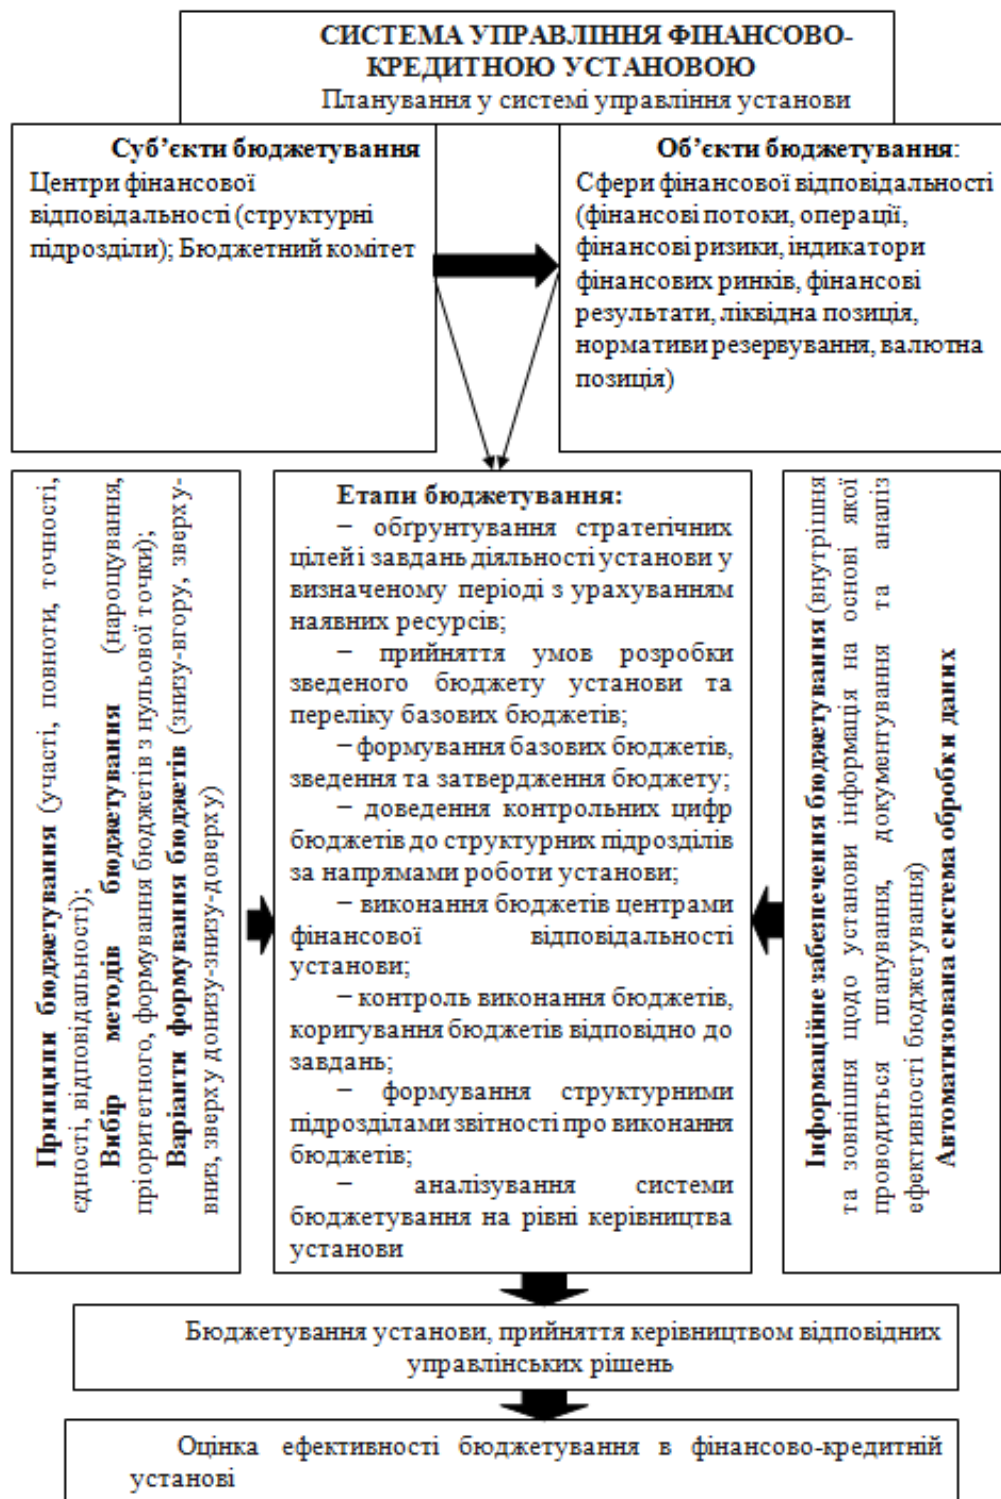 СИСТЕМА УПРАВЛІННЯ ФІНАНСОВО-
КРЕДИТНОЮ УСТАНОВОЮ
Планування у системі управління установи
Суб’єкти бюджетування
Центри фінансової
відповідальності (структурні
підрозділи); Бюджетний комітет
Об’єкти бюджетування:
Сфери фінансової відповідальності
(фінансові потоки, операції,
фінансові ризики, індикатори
фінансових ринків, фінансові
результати, ліквідна позиція,
нормативи резервування, валютна
позиція)
Принципи бюджетування (участі, повноти, точності,
єдності, відповідальності);
Вибір методів бюджетування (нарощування,
пріоритетного, формування бюджетів з нульової точки);
Варіанти формування бюджетів (знизу-вгору, зверху-
вниз, зверху донизу-знизу-доверху)
Етапи бюджетування:
− обґрунтування стратегічних
цілей і завдань діяльності установи у
визначеному періоді з урахуванням
наявних ресурсів;
− прийняття умов розробки
зведеного бюджету установи та
переліку базових бюджетів;
− формування базових бюджетів,
зведення та затвердження бюджету;
− доведення контрольних цифр
бюджетів до структурних підрозділів
за напрямами роботи установи;
− виконання бюджетів центрами
фінансової відповідальності
установи;
− контроль виконання бюджетів,
коригування бюджетів відповідно до
завдань;
− формування структурними
підрозділами звітності про виконання
бюджетів;
− аналізування системи
бюджетування на рівні керівництва
установи
Інформаційне забезпечення бюджетування (внутрішня
та зовнішня щодо установи інформація на основі якої
проводиться планування, документування та аналіз
ефективності бюджетування)
Автоматизована система обробки даних
Бюджетування установи, прийняття керівництвом відповідних
управлінських рішень
Оцінка ефективності бюджетування в фінансово-кредитній
установі